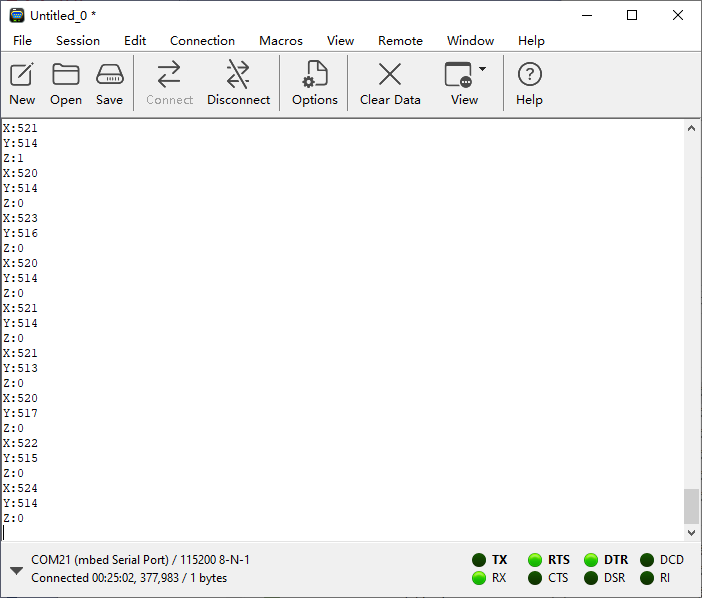 Untitled_0 *
File Session Edit Connection Macros View Remote Window Help
New Open Save Connect Disconnect Options Clear Data View Help
X:521
Y:514
Z:1
X:520
Y:514
Z:0
X:523
Y:516
Z:0
X:520
Y:514
Z:0
X:521
Y:514
Z:0
X:521
Y:513
Z:0
X:520
Y:517
Z:0
X:522
Y:515
Z:0
X:524
Y:514
Z:0
COM21 (mbed Serial Port) / 115200 8-N-1
Connected 00:25:02, 377,983 / 1 bytes
TX RTS DTR DCD
RX CTS DSR RI